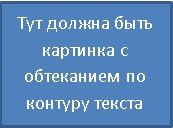 Тут должна быть
картинка с
обтеканием по
контуру текста